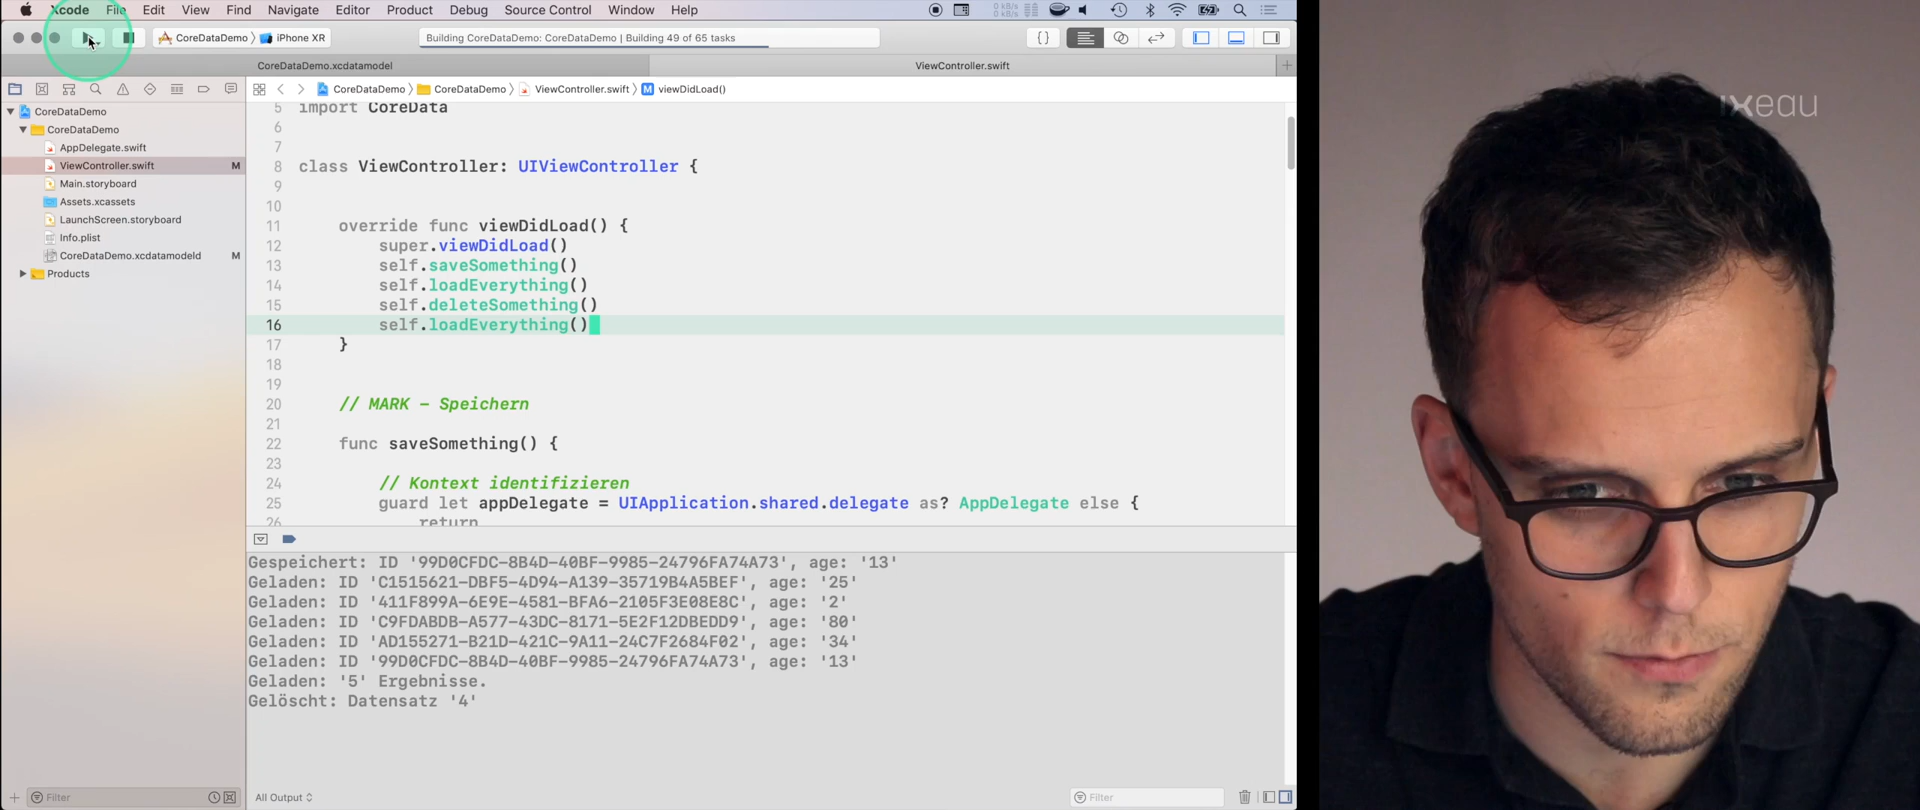 Xcode File Edit View Find Navigate Editor Product Debug Source Control Window Help
0 kB/s
0 kB/s
CoreDataDemo iPhone XR
Building CoreDataDemo: CoreDataDemo | Building 49 of 65 tasks
CoreDataDemo.xcdatamodel
ViewController.swift
CoreDataDemo
CoreDataDemo
AppDelegate.swift
ViewController.swift M
Main.storyboard
Assets.xcassets
LaunchScreen.storyboard
Info.plist
CoreDataDemo.xcdatamodeld M
Products
Filter
CoreDataDemo CoreDataDemo ViewController.swift M viewDidLoad()
5 import CoreData
6
7
8 class ViewController: UIViewController {
9
10
11 override func viewDidLoad() {
12 super.viewDidLoad()
13 self.saveSomething()
14 self.loadEverything()
15 self.deleteSomething()
16 self.loadEverything()
17 }
18
19
20 // MARK – Speichern
21
22 func saveSomething() {
23
24 // Kontext identifizieren
25 guard let appDelegate = UIApplication.shared.delegate as? AppDelegate else {
26 return
Gespeichert: ID '99D0CFDC-8B4D-40BF-9985-24796FA74A73', age: '13'
Geladen: ID 'C1515621-DBF5-4D94-A139-35719B4A5BEF', age: '25'
Geladen: ID '411F899A-6E9E-4581-BFA6-2105F3E08E8C', age: '2'
Geladen: ID 'C9FDABDB-A577-43DC-8171-5E2F12DBEDD9', age: '80'
Geladen: ID 'AD155271-B21D-421C-9A11-24C7F2684F02', age: '34'
Geladen: ID '99D0CFDC-8B4D-40BF-9985-24796FA74A73', age: '13'
Geladen: '5' Ergebnisse.
Gelöscht: Datensatz '4'
All Output
Filter
ixeau